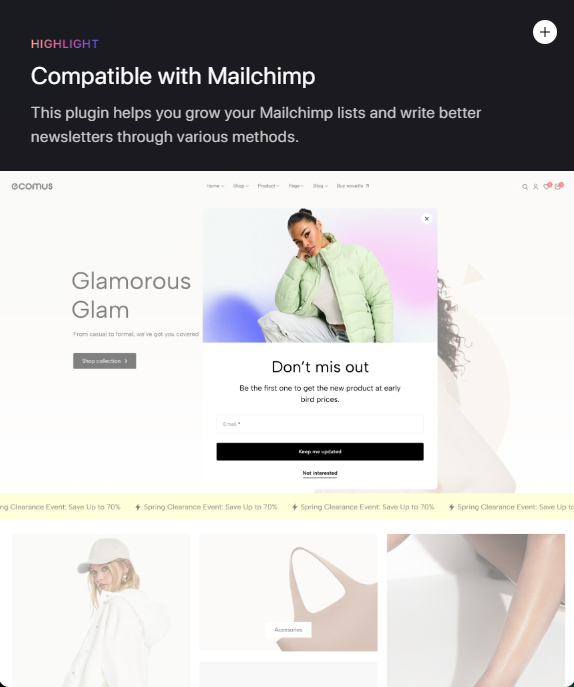 HIGHLIGHT
Compatible with Mailchimp
This plugin helps you grow your Mailchimp lists and write better
newsletters through various methods.
ecomus
Home Shop Product Page Blog Buy now
Glamorous
Glam
From casual to formal, we've got you covered
Shop collection
Don't mis out
Be the first one to get the new product at early
bird prices.
Email *
Keep me updated
Not interested
ng Clearance Event: Save Up to 70% Spring Clearance Event: Save Up to 70% Spring Clearance Event: Save Up to 70% Spring Clearance Event: Save Up to
Accessories